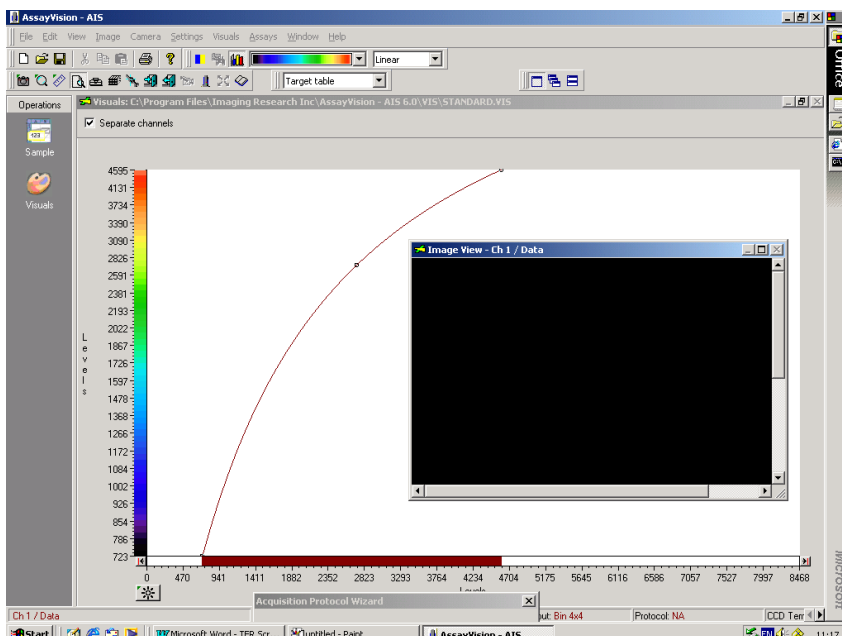 AssayVision - AIS
File Edit View Image Camera Settings Visuals Assays Window Help
Linear
Target table
Office
Operations
Visuals: C:\Program Files\Imaging Research Inc\AssayVision - AIS 6.0\VIS\STANDARD.VIS
Separate channels
123
Sample
Visuals
4595
4131
3734
3390
3090
2826
2591
2381
2193
2022
1867
1726
1597
1478
1368
1266
1172
1084
1002
926
854
786
723
Levels
Image View - Ch 1 / Data
0 470 941 1411 1882 2352 2823 3293 3764 4234 4704 5175 5645 6116 6586 7057 7527 7997 8468
Acquisition Protocol Wizard
Ch 1 / Data
Bin 4x4
Protocol: NA
CCD
Microsoft
Start
Microsoft Word - TER Scr...
untitled - Paint
AssayVision - AIS
EN
11:17